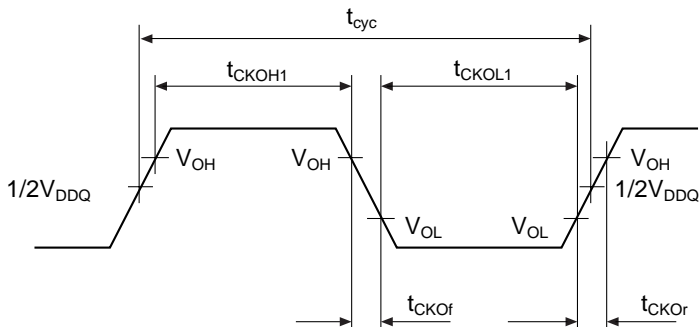 tcyc
tCKOH1 tCKOL1
VOH VOH VOH
1/2VDDQ 1/2VDDQ
VOL VOL
tCKOf tCKOr